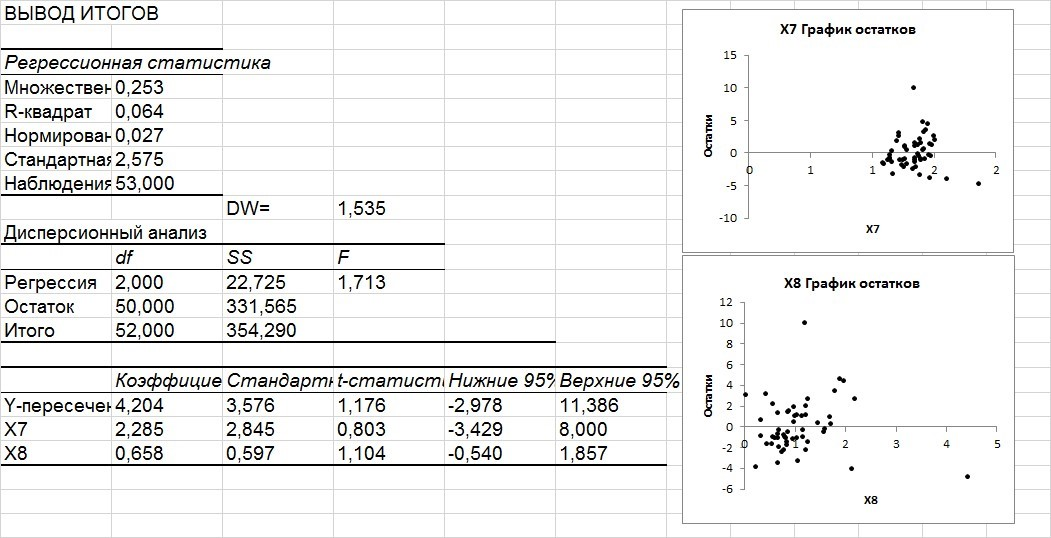 ВЫВОД ИТОГОВ
Регрессионная статистика
Множествен 0,253
R-квадрат 0,064
Нормирован 0,027
Стандартная 2,575
Наблюдения 53,000
DW= 1,535
Дисперсионный анализ
df SS F
Регрессия 2,000 22,725 1,713
Остаток 50,000 331,565
Итого 52,000 354,290
Коэффицие Стандартн t-статисти Нижние 95% Верхние 95%
Y-пересечен 4,204 3,576 1,176 -2,978 11,386
X7 2,285 2,845 0,803 -3,429 8,000
X8 0,658 0,597 1,104 -0,540 1,857
X7 График остатков
Остатки
15
10
5
0
-5
-10
0 1 1 2 2
X7
X8 График остатков
Остатки
12
10
8
6
4
2
0
-2
-4
-6
0 1 2 3 4 5
X8